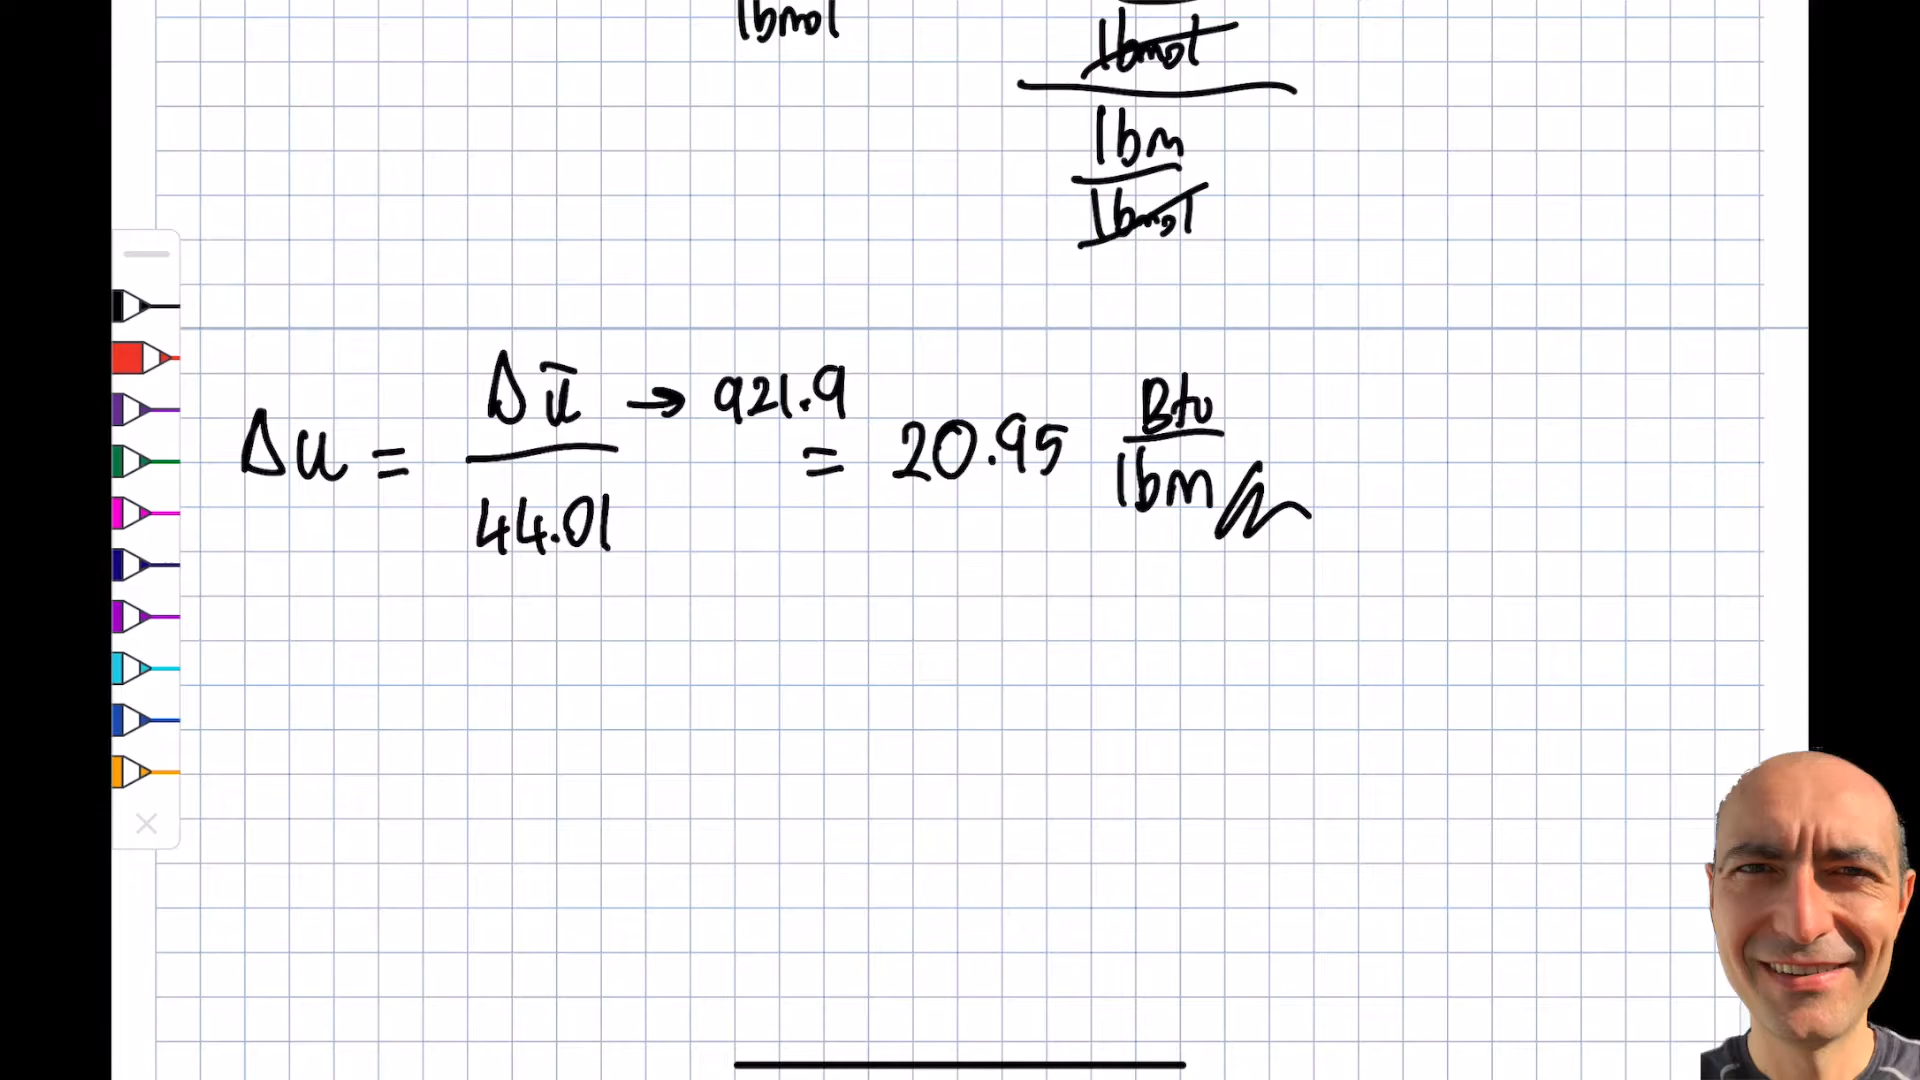 lbmol
lbmol
lbm
lbmol
Δu = Δū → 921.9 / 44.01 = 20.95 Btu / lbm